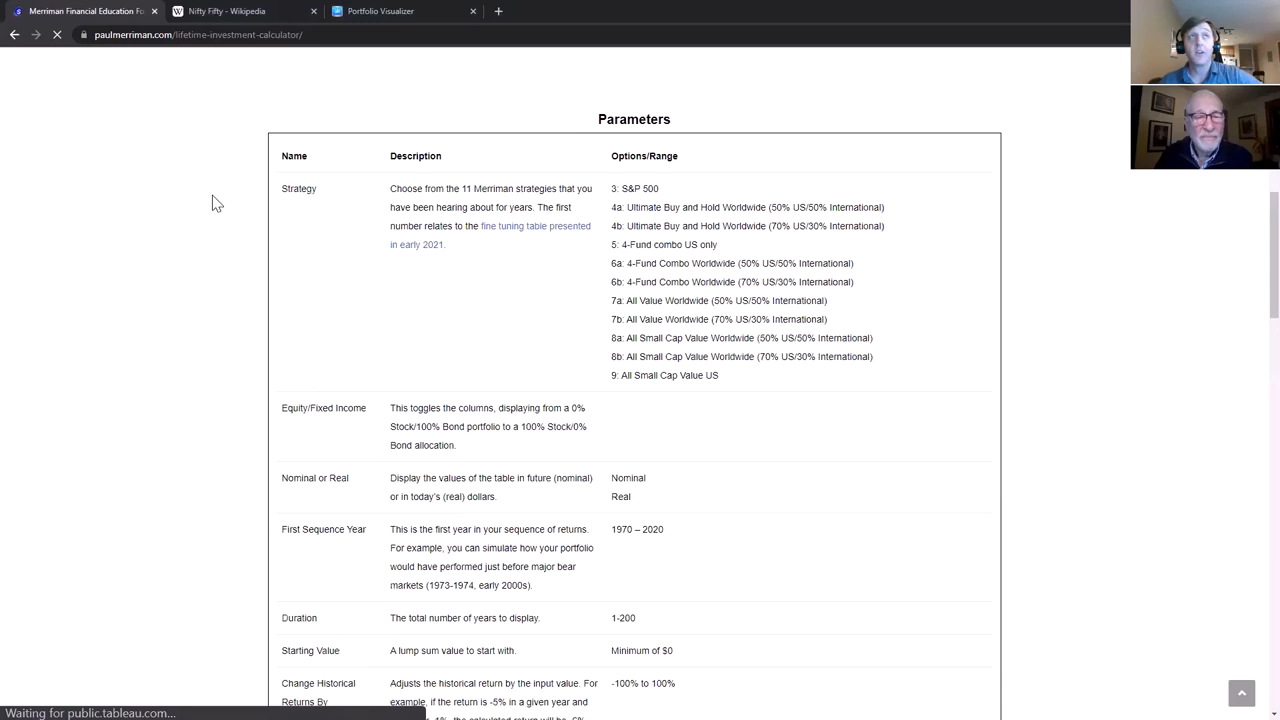 Merriman Financial Education Fo
Nifty Fifty - Wikipedia
Portfolio Visualizer
paulmerriman.com/lifetime-investment-calculator/
Parameters
Name
Description
Options/Range
Strategy
Choose from the 11 Merriman strategies that you
have been hearing about for years. The first
number relates to the fine tuning table presented
in early 2021.
3: S&P 500
4a: Ultimate Buy and Hold Worldwide (50% US/50% International)
4b: Ultimate Buy and Hold Worldwide (70% US/30% International)
5: 4-Fund combo US only
6a: 4-Fund Combo Worldwide (50% US/50% International)
6b: 4-Fund Combo Worldwide (70% US/30% International)
7a: All Value Worldwide (50% US/50% International)
7b: All Value Worldwide (70% US/30% International)
8a: All Small Cap Value Worldwide (50% US/50% International)
8b: All Small Cap Value Worldwide (70% US/30% International)
9: All Small Cap Value US
Equity/Fixed Income
This toggles the columns, displaying from a 0%
Stock/100% Bond portfolio to a 100% Stock/0%
Bond allocation.
Nominal or Real
Display the values of the table in future (nominal)
or in today's (real) dollars.
Nominal
Real
First Sequence Year
This is the first year in your sequence of returns.
For example, you can simulate how your portfolio
would have performed just before major bear
markets (1973-1974, early 2000s).
1970 – 2020
Duration
The total number of years to display.
1-200
Starting Value
A lump sum value to start with.
Minimum of $0
Change Historical
Returns By
Adjusts the historical return by the input value. For
example, if the return is -5% in a given year and
-100% to 100%
Waiting for public.tableau.com...